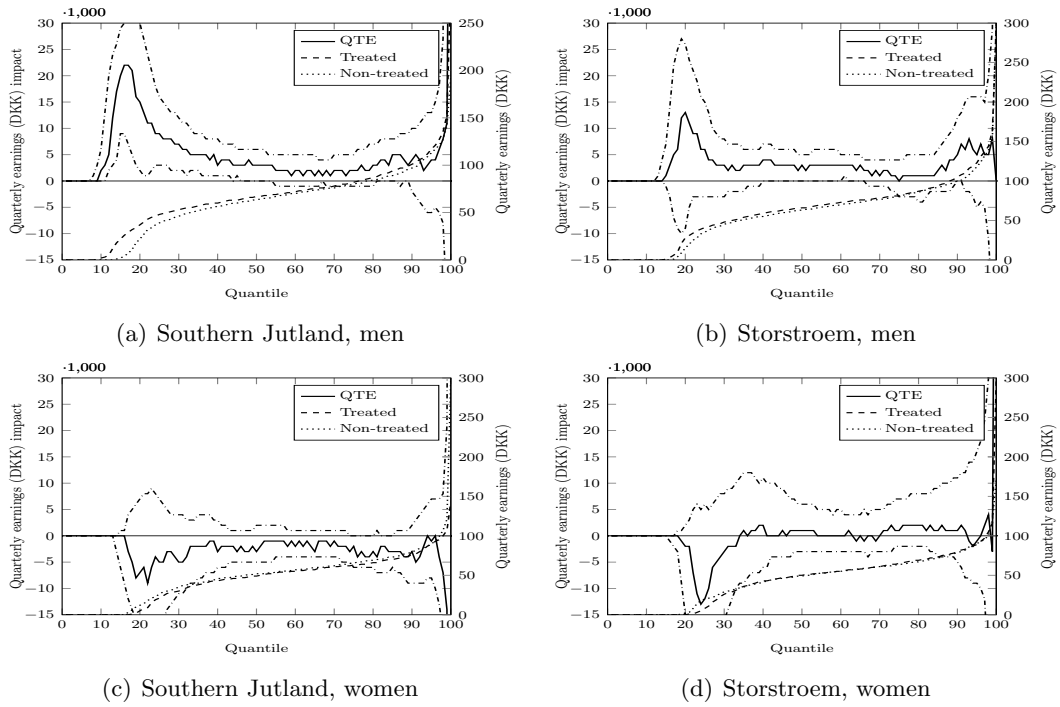 ·1,000
30
25
20
15
10
5
0
−5
−10
−15
Quarterly earnings (DKK) impact
QTE
Treated
Non-treated
250
200
150
100
50
0
Quarterly earnings (DKK)
0 10 20 30 40 50 60 70 80 90 100
Quantile
(a) Southern Jutland, men
·1,000
30
25
20
15
10
5
0
−5
−10
−15
Quarterly earnings (DKK) impact
QTE
Treated
Non-treated
300
250
200
150
100
50
0
Quarterly earnings (DKK)
0 10 20 30 40 50 60 70 80 90 100
Quantile
(b) Storstroem, men
·1,000
30
25
20
15
10
5
0
−5
−10
−15
Quarterly earnings (DKK) impact
QTE
Treated
Non-treated
300
250
200
150
100
50
0
Quarterly earnings (DKK)
0 10 20 30 40 50 60 70 80 90 100
Quantile
(c) Southern Jutland, women
·1,000
30
25
20
15
10
5
0
−5
−10
−15
Quarterly earnings (DKK) impact
QTE
Treated
Non-treated
300
250
200
150
100
50
0
Quarterly earnings (DKK)
0 10 20 30 40 50 60 70 80 90 100
Quantile
(d) Storstroem, women